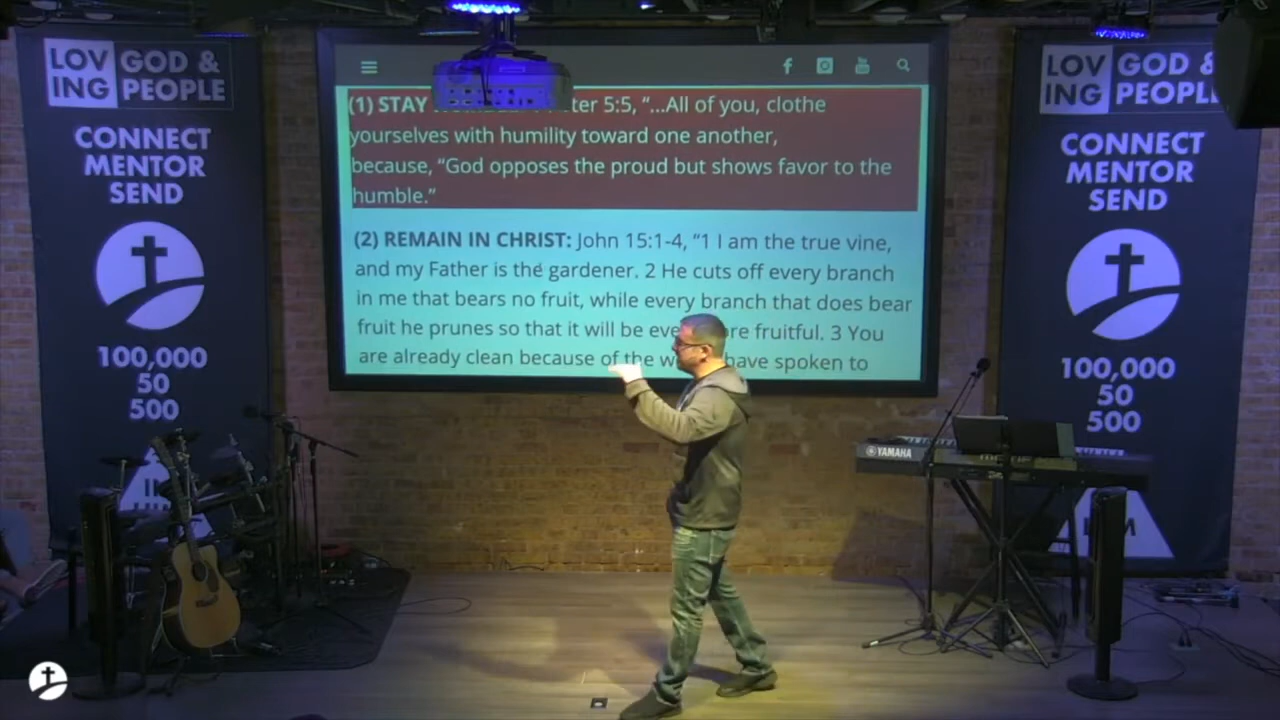 LOV
ING
GOD &
PEOPLE
CONNECT
MENTOR
SEND
100,000
50
500
(1) STAY
ter 5:5, “...All of you, clothe
yourselves with humility toward one another,
because, “God opposes the proud but shows favor to the
humble.”
(2) REMAIN IN CHRIST: John 15:1-4, “1 I am the true vine,
and my Father is the gardener. 2 He cuts off every branch
in me that bears no fruit, while every branch that does bear
fruit he prunes so that it will be eve re fruitful. 3 You
are already clean because of the w have spoken to
LOV
ING
GOD &
PEOPL
CONNECT
MENTOR
SEND
100,000
50
500
YAMAHA